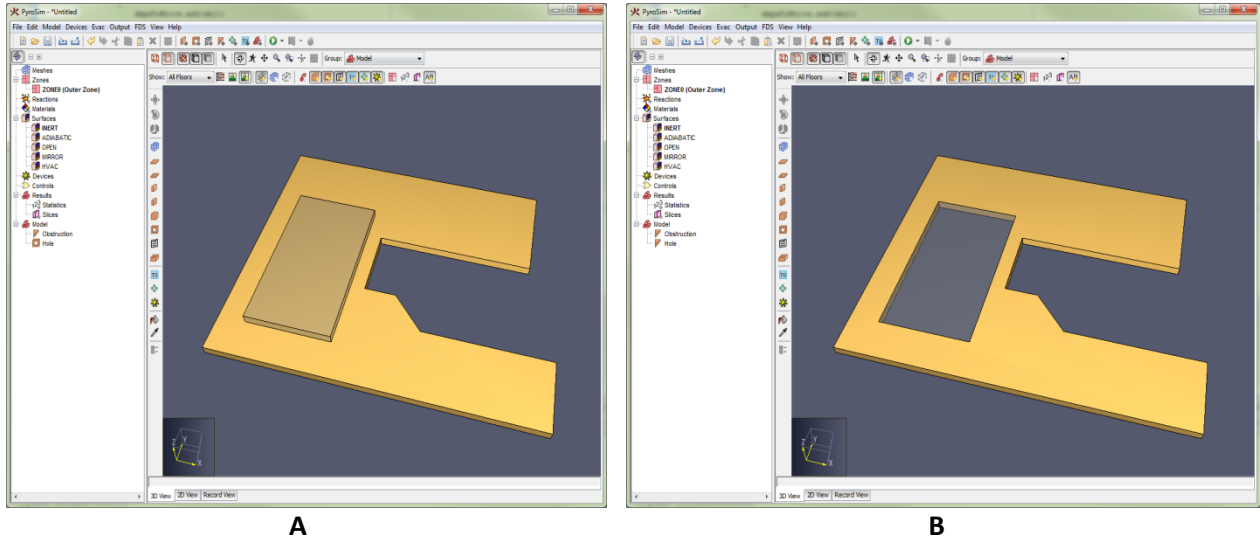 PyroSim - *Untitled
File Edit Model Devices Evac Output FDS View Help
Group: Model
Show: All Floors
Meshes
Zones
ZONE0 (Outer Zone)
Reactions
Materials
Surfaces
INERT
ADIABATIC
OPEN
MIRROR
HVAC
Devices
Controls
Results
Statistics
Slices
Model
Obstruction
Hole
Z Y X
3D View 2D View Record View
A
PyroSim - *Untitled
File Edit Model Devices Evac Output FDS View Help
Group: Model
Show: All Floors
Meshes
Zones
ZONE0 (Outer Zone)
Reactions
Materials
Surfaces
INERT
ADIABATIC
OPEN
MIRROR
HVAC
Devices
Controls
Results
Statistics
Slices
Model
Obstruction
Hole
Z Y X
3D View 2D View Record View
B